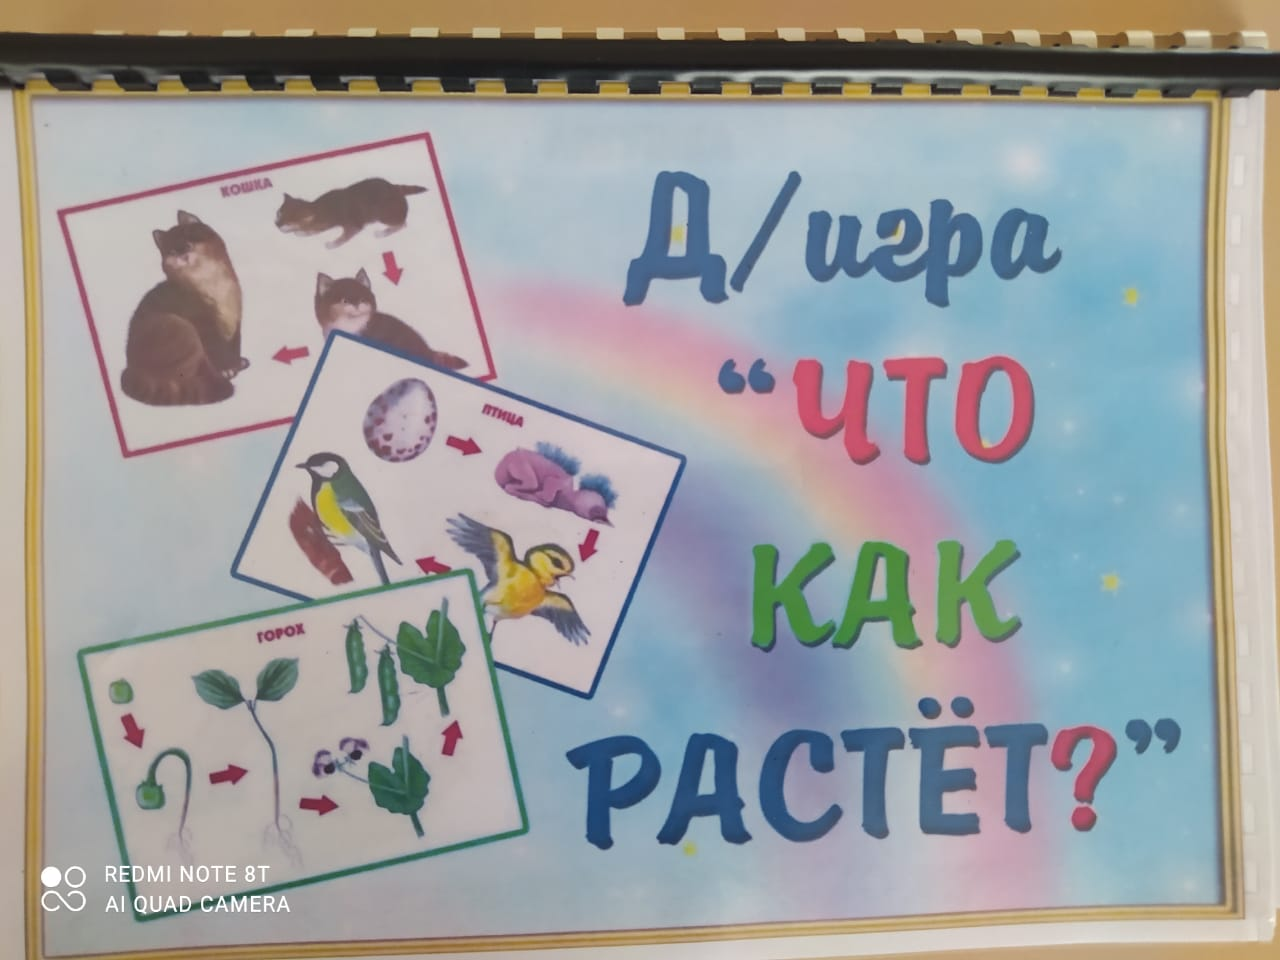 КОШКА
ПТИЦА
ГОРОХ
Д/игра
“ЧТО
КАК
РАСТЁТ?”
REDMI NOTE 8T
AI QUAD CAMERA